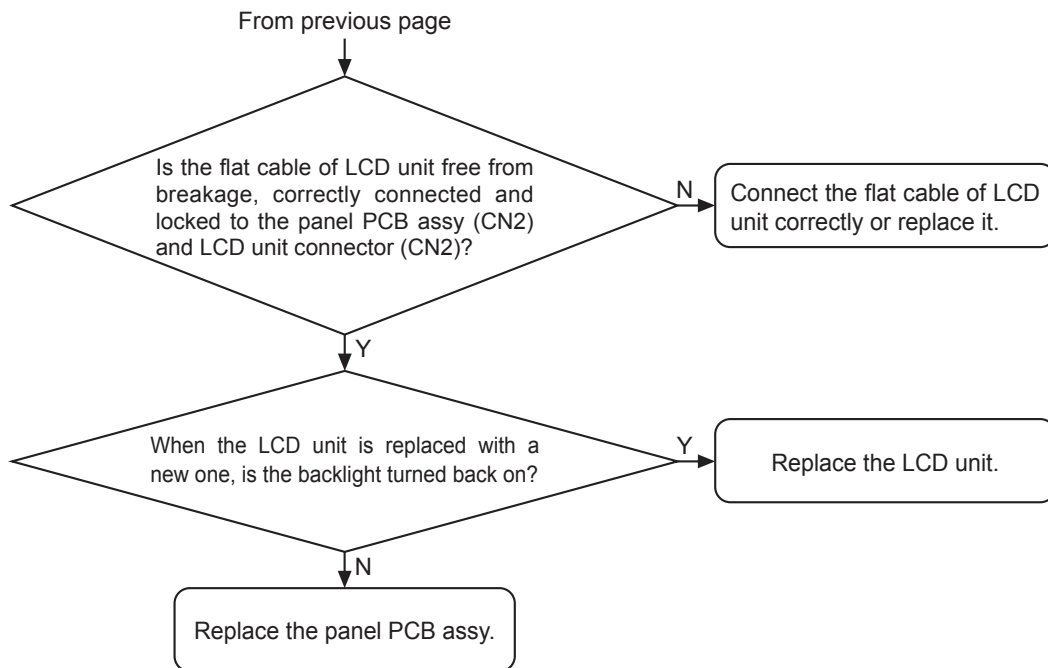 From previous page
Is the flat cable of LCD unit free from
breakage, correctly connected and
locked to the panel PCB assy (CN2)
and LCD unit connector (CN2)?
N
Connect the flat cable of LCD
unit correctly or replace it.
Y
When the LCD unit is replaced with a
new one, is the backlight turned back on?
Y
Replace the LCD unit.
N
Replace the panel PCB assy.